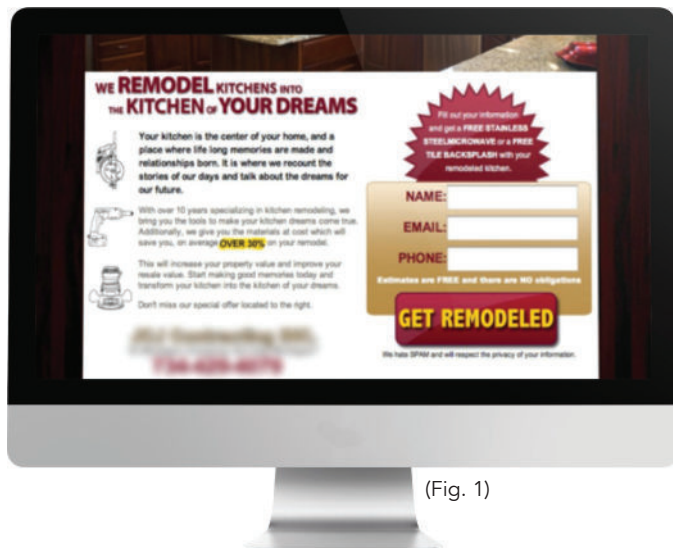 WE REMODEL KITCHENS INTO
THE KITCHEN OF YOUR DREAMS
Your kitchen is the center of your home, and a
place where life long memories are made and
relationships born. It is where we recount the
stories of our days and talk about the dreams for
our future.
With over 10 years specializing in kitchen remodeling, we
bring you the tools to make your kitchen dreams come true.
Additionally, we give you the materials at cost which will
save you, on average OVER 30% on your remodel.
This will increase your property value and improve your
resale value. Start making good memories today and
transform your kitchen into the kitchen of your dreams.
Don't miss our special offer located to the right.
Fill out your information
and get a FREE STAINLESS
STEELMICROWAVE or a FREE
TILE BACKSPLASH with your
remodeled kitchen.
NAME:
EMAIL:
PHONE:
Estimates are FREE and there are NO obligations
GET REMODELED
We hate SPAM and will respect the privacy of your information.
(Fig. 1)